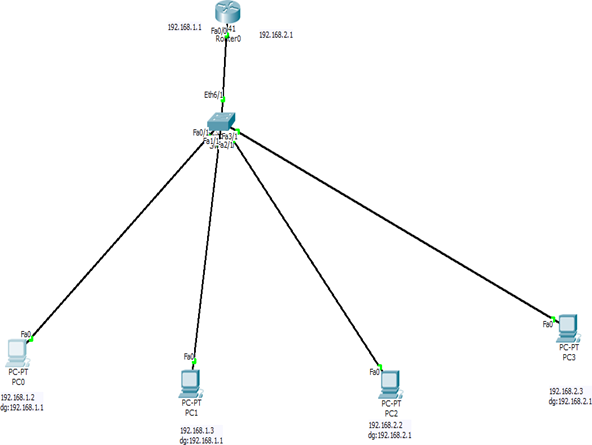 192.168.1.1
Fa0/0
Router0
192.168.2.1
Eth6/1
Fa0/1
Fa3/1
Fa1/1
Fa2/1
Fa0
PC-PT
PC0
192.168.1.2
dg:192.168.1.1
Fa0
PC-PT
PC1
192.168.1.3
dg:192.168.1.1
Fa0
PC-PT
PC2
192.168.2.2
dg:192.168.2.1
Fa0
PC-PT
PC3
192.168.2.3
dg:192.168.2.1